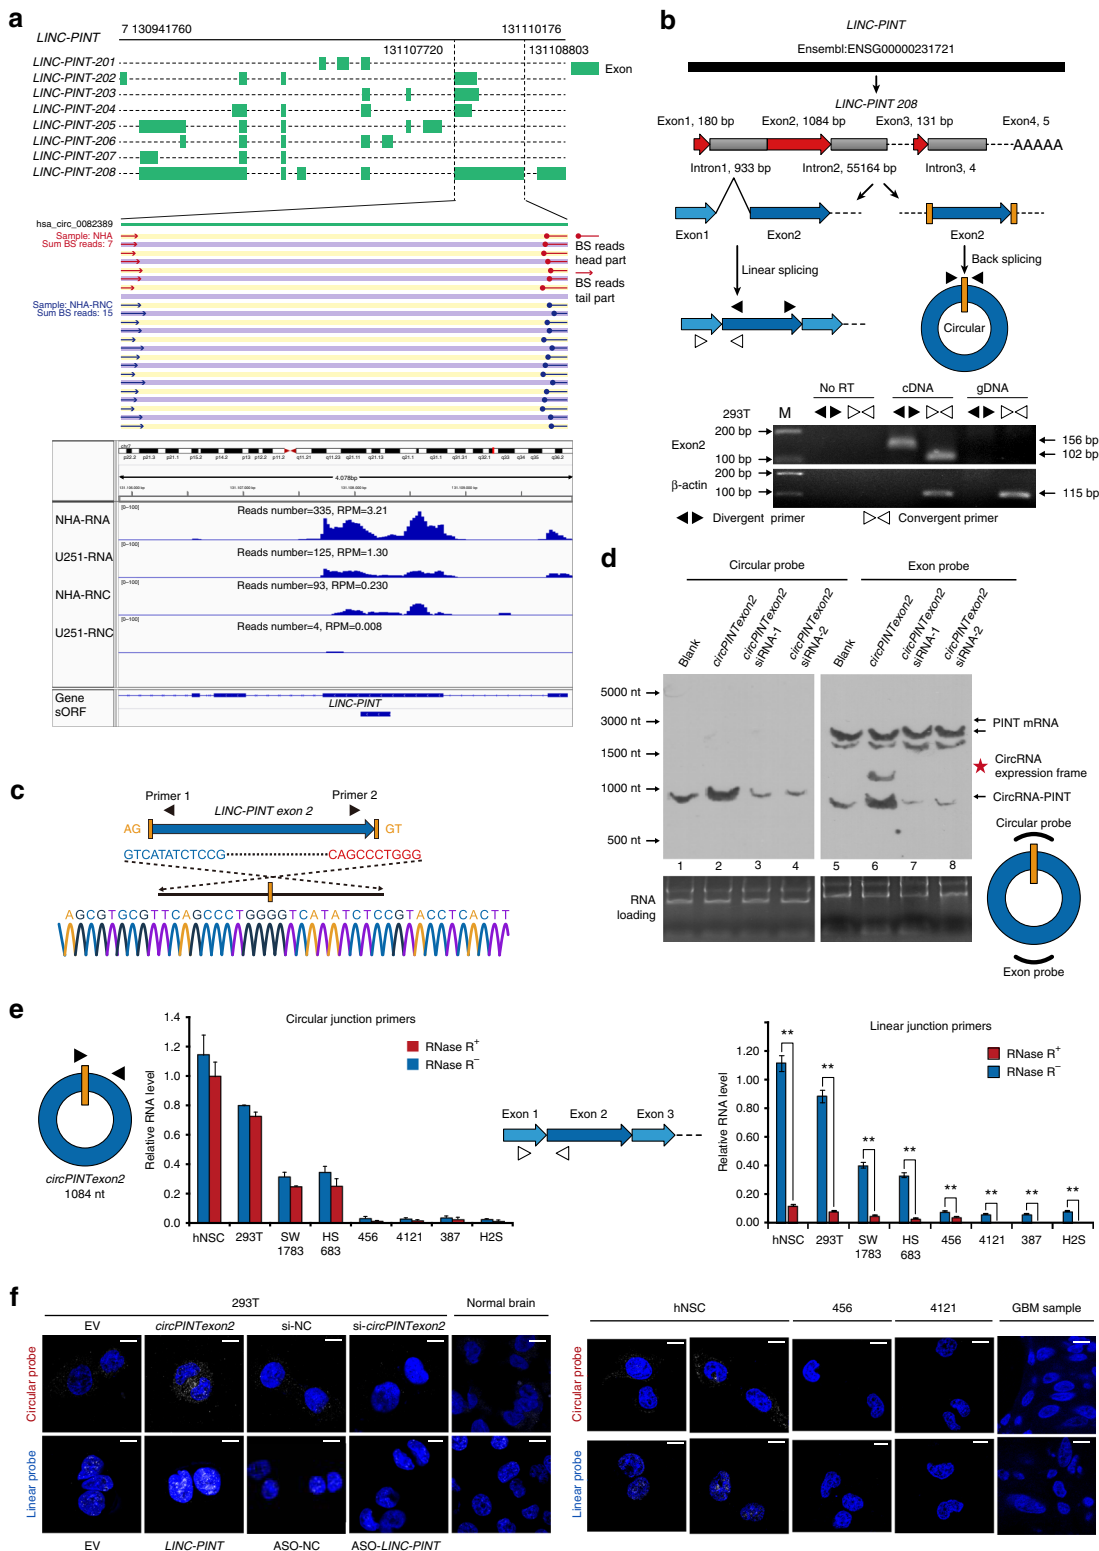 a
7 130941760
131110176
LINC-PINT
131107720
131108803
LINC-PINT-201
LINC-PINT-202
LINC-PINT-203
LINC-PINT-204
LINC-PINT-205
LINC-PINT-206
LINC-PINT-207
LINC-PINT-208
Exon
hsa_circ_0082389
Sample: NHA
Sum BS reads: 7
Sample: NHA-RNC
Sum BS reads: 15
BS reads
head part
BS reads
tail part
4.078bp
NHA-RNA
[0-100]
Reads number=335, RPM=3.21
U251-RNA
[0-100]
Reads number=125, RPM=1.30
NHA-RNC
[0-100]
Reads number=93, RPM=0.230
U251-RNC
[0-100]
Reads number=4, RPM=0.008
Gene
LINC-PINT
sORF
b
LINC-PINT
Ensembl:ENSG00000231721
LINC-PINT 208
Exon1, 180 bp
Exon2, 1084 bp
Exon3, 131 bp
Exon4, 5
AAAAA
Intron1, 933 bp
Intron2, 55164 bp
Intron3, 4
Exon1
Exon2
Exon2
Linear splicing
Back splicing
Circular
No RT
cDNA
gDNA
293T
M
200 bp
Exon2
100 bp
156 bp
102 bp
200 bp
β-actin
100 bp
115 bp
Divergent primer
Convergent primer
c
Primer 1
Primer 2
LINC-PINT exon 2
AG
GT
GTCATATCTCCG
CAGCCCTGGG
AGCGTGCGTTCAGCCCTGGGGTCATATCTCCGTACCTCACTT
d
Circular probe
Exon probe
Blank
circPINTexon2
circPINTexon2
siRNA-1
circPINTexon2
siRNA-2
Blank
circPINTexon2
circPINTexon2
siRNA-1
circPINTexon2
siRNA-2
5000 nt
3000 nt
1500 nt
1000 nt
500 nt
PINT mRNA
CircRNA
expression frame
CircRNA-PINT
1 2 3 4 5 6 7 8
RNA
loading
Circular probe
Exon probe
e
circPINTexon2
1084 nt
Circular junction primers
RNase R+
RNase R−
Relative RNA level
1.4
1.2
1.0
0.8
0.6
0.4
0.2
0.0
hNSC
293T
SW
1783
HS
683
456
4121
387
H2S
Exon 1
Exon 2
Exon 3
Linear junction primers
RNase R+
RNase R−
Relative RNA level
1.20
1.00
0.80
0.60
0.40
0.20
0.00
**
**
**
**
**
**
**
**
hNSC
293T
SW
1783
HS
683
456
4121
387
H2S
f
293T
Normal brain
EV
circPINTexon2
si-NC
si-circPINTexon2
Circular probe
Linear probe
EV
LINC-PINT
ASO-NC
ASO-LINC-PINT
hNSC
456
4121
GBM sample
Circular probe
Linear probe